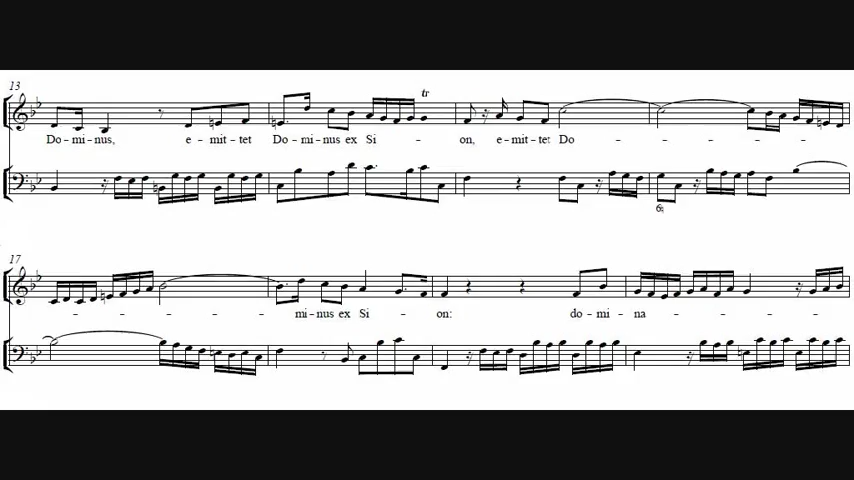 13
tr
Do-mi-nus, e-mit-tet Do-mi-nus ex Si- on, e-mit-tet Do- - - - - -
6
17
- - - - mi-nus ex Si- on: do-mi-na- - - -